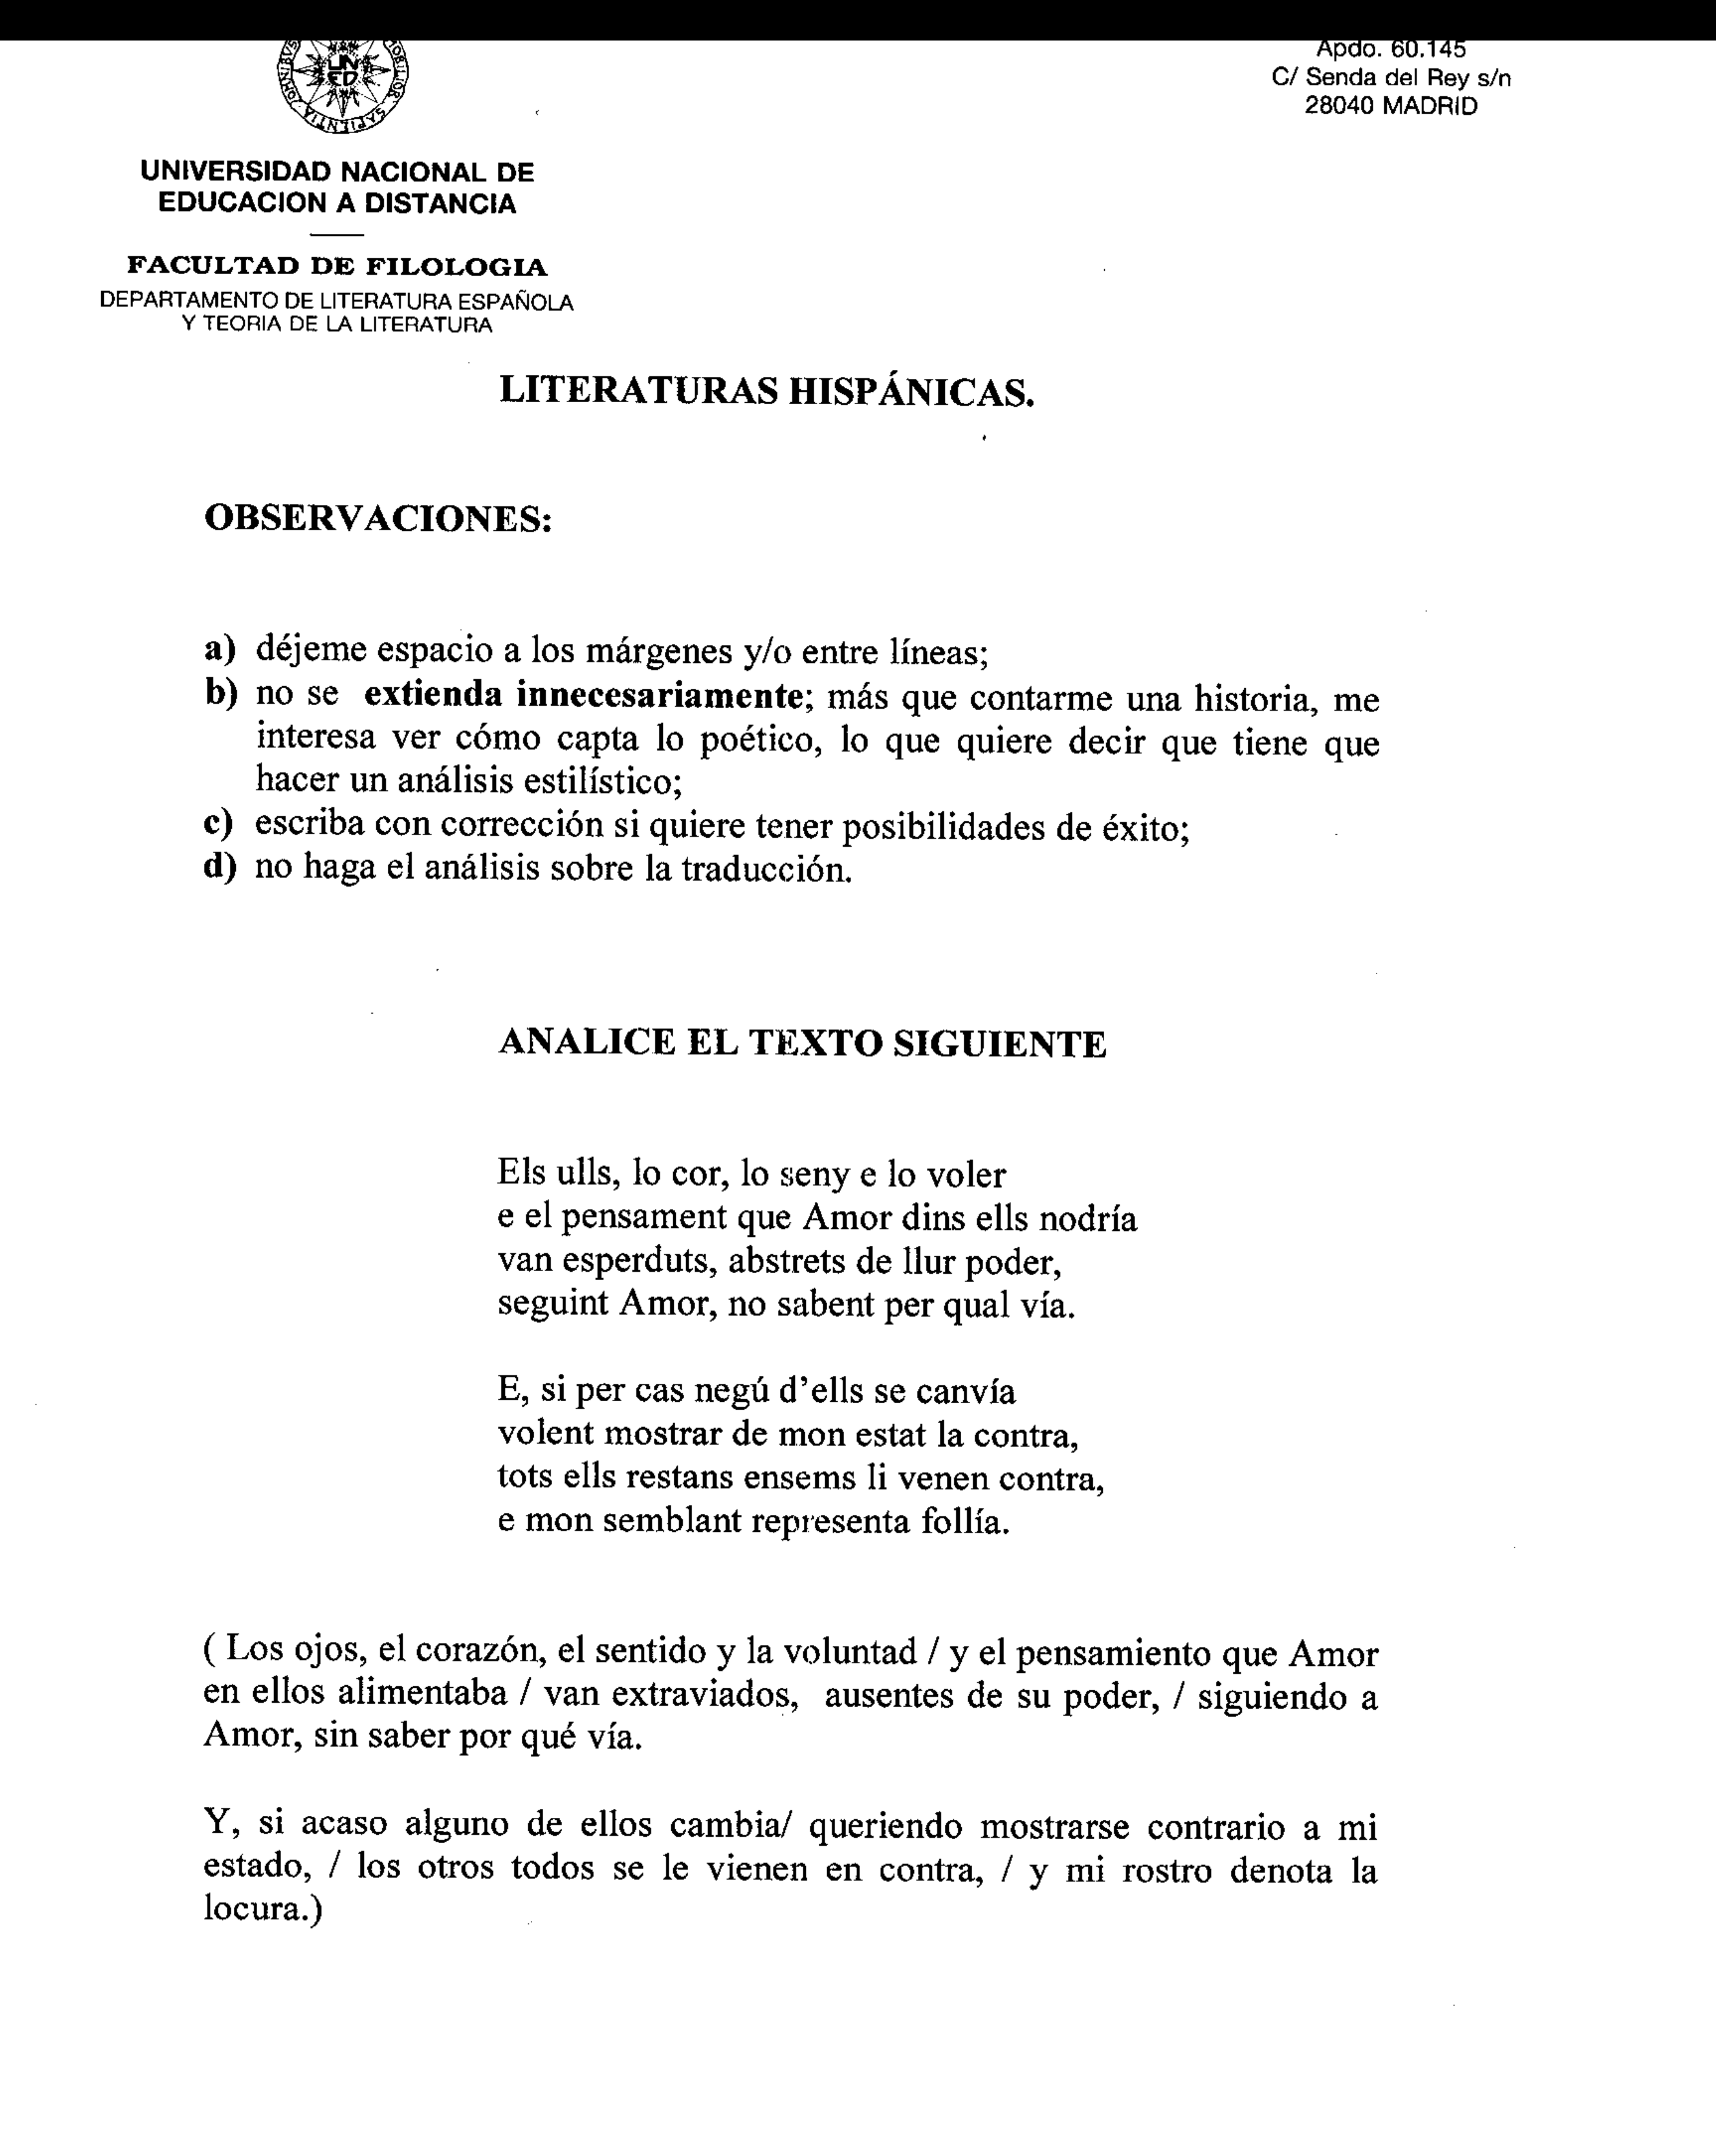 UNED
OMNIBUS MOBILIBUS MOBILIOR SAPIENTIA
Apdo. 60.145
C/ Senda del Rey s/n
28040 MADRID
UNIVERSIDAD NACIONAL DE
EDUCACION A DISTANCIA
FACULTAD DE FILOLOGIA
DEPARTAMENTO DE LITERATURA ESPAÑOLA
Y TEORIA DE LA LITERATURA
LITERATURAS HISPÁNICAS.
OBSERVACIONES:
a) déjeme espacio a los márgenes y/o entre líneas;
b) no se extienda innecesariamente; más que contarme una historia, me
interesa ver cómo capta lo poético, lo que quiere decir que tiene que
hacer un análisis estilístico;
c) escriba con corrección si quiere tener posibilidades de éxito;
d) no haga el análisis sobre la traducción.
ANALICE EL TEXTO SIGUIENTE
Els ulls, lo cor, lo seny e lo voler
e el pensament que Amor dins ells nodría
van esperduts, abstrets de llur poder,
seguint Amor, no sabent per qual vía.
E, si per cas negú d'ells se canvía
volent mostrar de mon estat la contra,
tots ells restans ensems li venen contra,
e mon semblant representa follía.
( Los ojos, el corazón, el sentido y la voluntad / y el pensamiento que Amor
en ellos alimentaba / van extraviados, ausentes de su poder, / siguiendo a
Amor, sin saber por qué vía.
Y, si acaso alguno de ellos cambia/ queriendo mostrarse contrario a mi
estado, / los otros todos se le vienen en contra, / y mi rostro denota la
locura.)